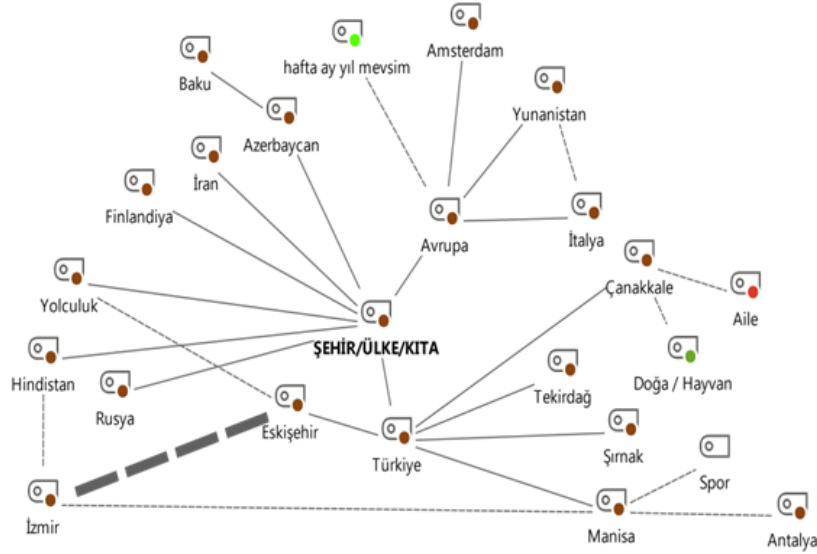 Amsterdam
hafta ay yıl mevsim
Baku
Yunanistan
Azerbaycan
İran
Finlandiya
Avrupa
İtalya
Çanakkale
Yolculuk
Aile
ŞEHİR/ÜLKE/KITA
Hindistan
Doğa / Hayvan
Tekirdağ
Rusya
Eskişehir
Türkiye
Şırnak
Spor
İzmir
Manisa
Antalya